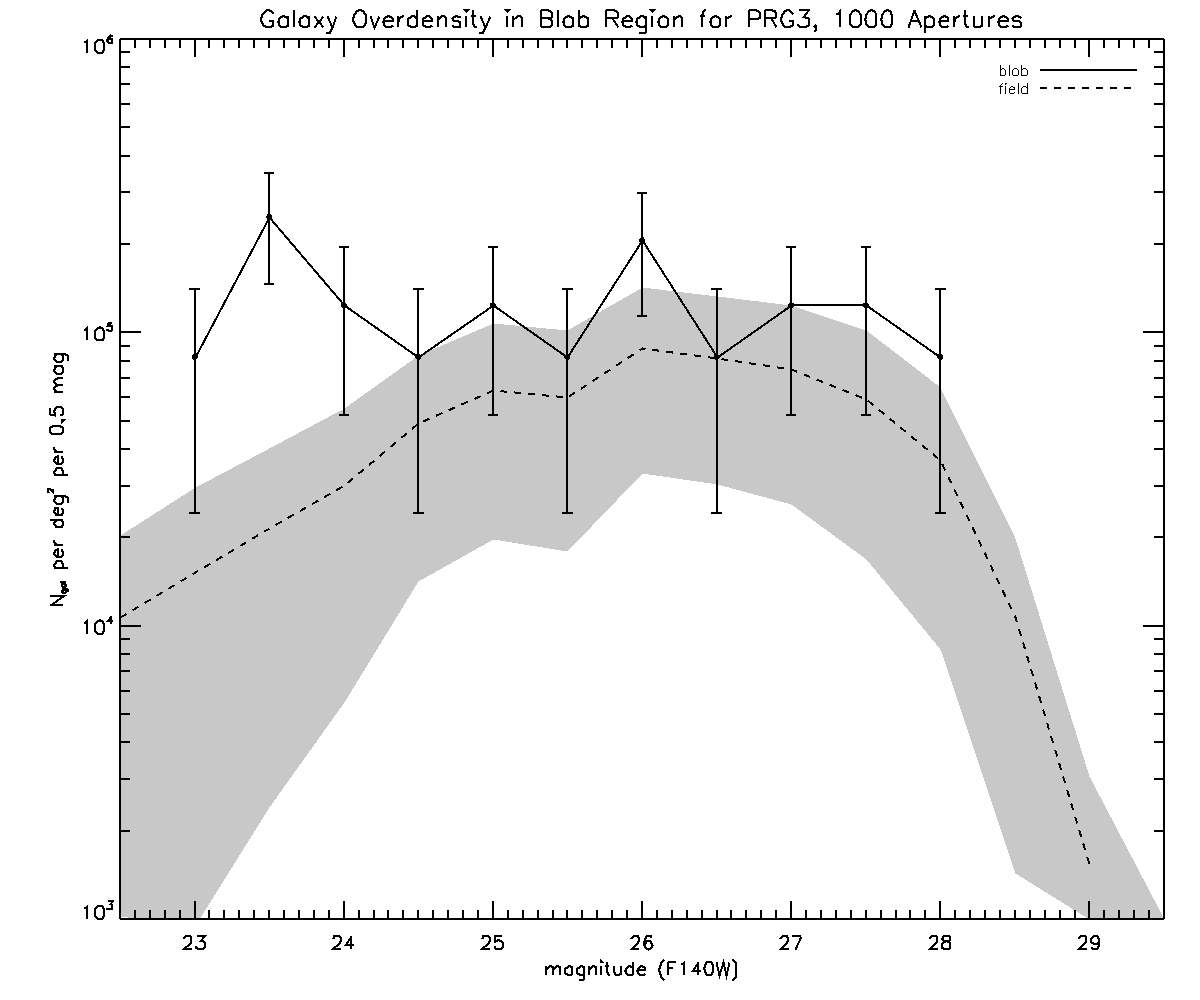 Galaxy Overdensity in Blob Region for PRG3, 1000 Apertures
10⁶
blob
field
10⁵
N_gal per deg² per 0.5 mag
10⁴
10³
23 24 25 26 27 28 29
magnitude (F140W)